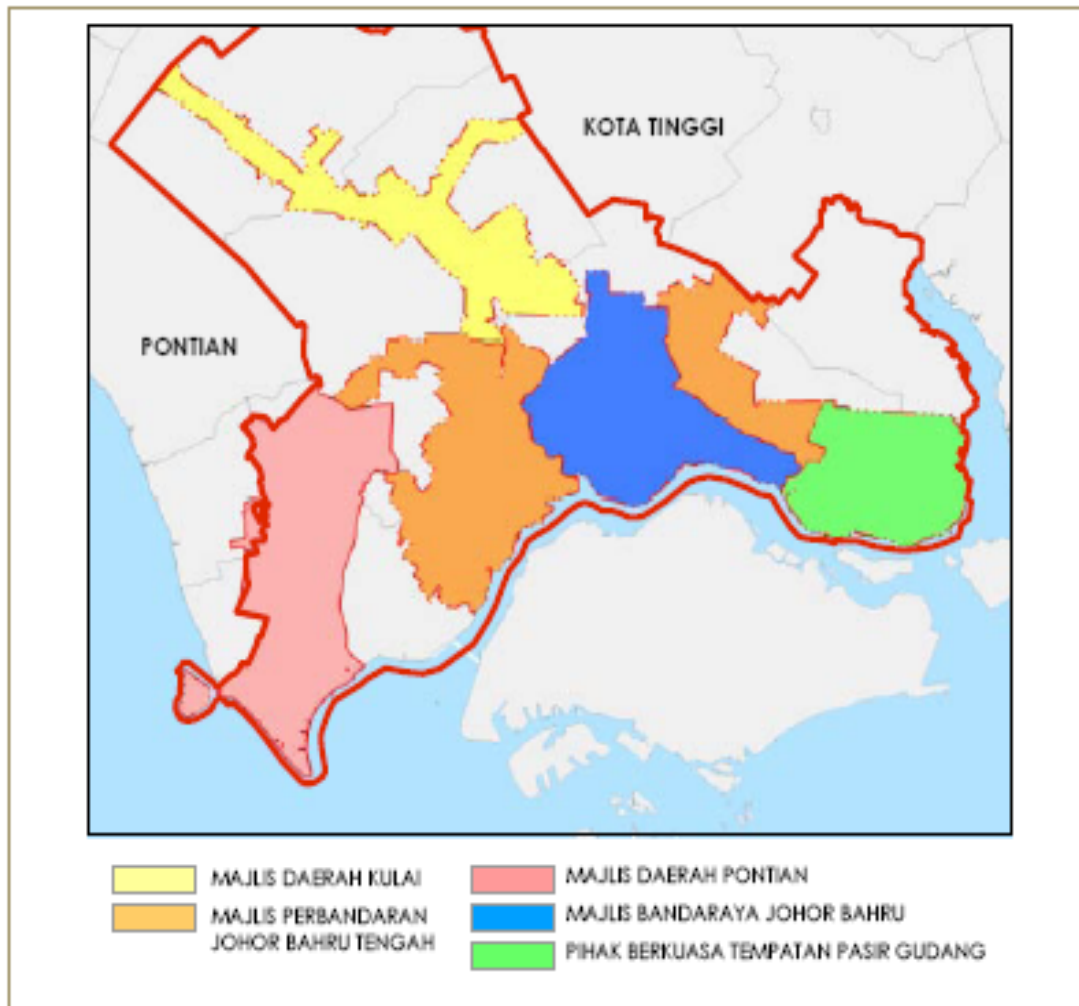 KOTA TINGGI
PONTIAN
MAJLIS DAERAH KULAI
MAJLIS PERBANDARAN
JOHOR BAHRU TENGAH
MAJLIS DAERAH PONTIAN
MAJLIS BANDARAYA JOHOR BAHRU
PIHAK BERKUASA TEMPATAN PASIR GUDANG